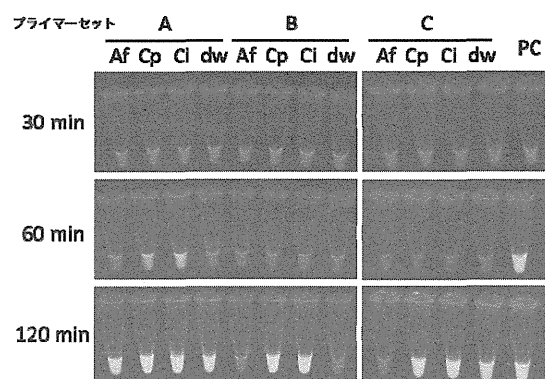 プライマーセット A B C
Af Cp Ci dw Af Cp Ci dw Af Cp Ci dw PC
30 min
60 min
120 min